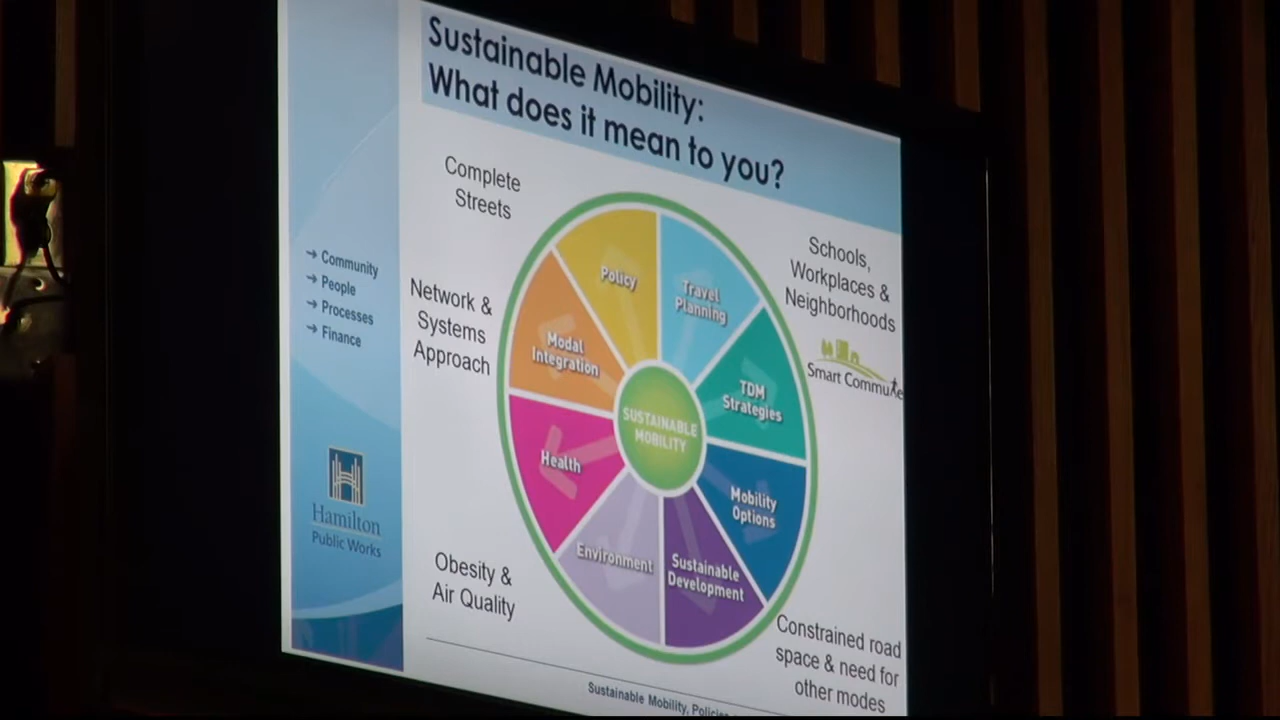 Sustainable Mobility:
What does it mean to you?
Complete
Streets
Schools,
Workplaces &
Neighborhoods
Smart Commute
Network &
Systems
Approach
→ Community
→ People
→ Processes
→ Finance
Policy
Travel
Planning
Modal
Integration
TDM
Strategies
SUSTAINABLE
MOBILITY
Health
Mobility
Options
Environment
Sustainable
Development
Hamilton
Public Works
Obesity &
Air Quality
Constrained road
space & need for
other modes
Sustainable Mobility,